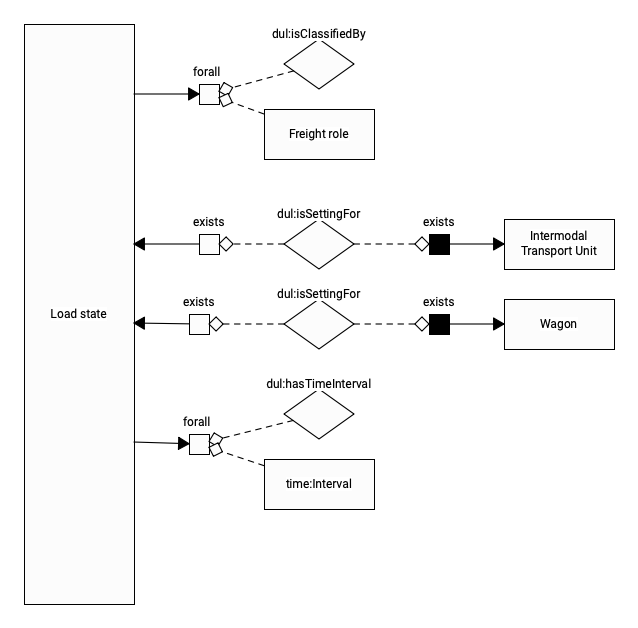 dul:isClassifiedBy
forall
Freight role
exists
dul:isSettingFor
exists
Intermodal
Transport Unit
exists
dul:isSettingFor
exists
Load state
Wagon
dul:hasTimeInterval
forall
time:Interval